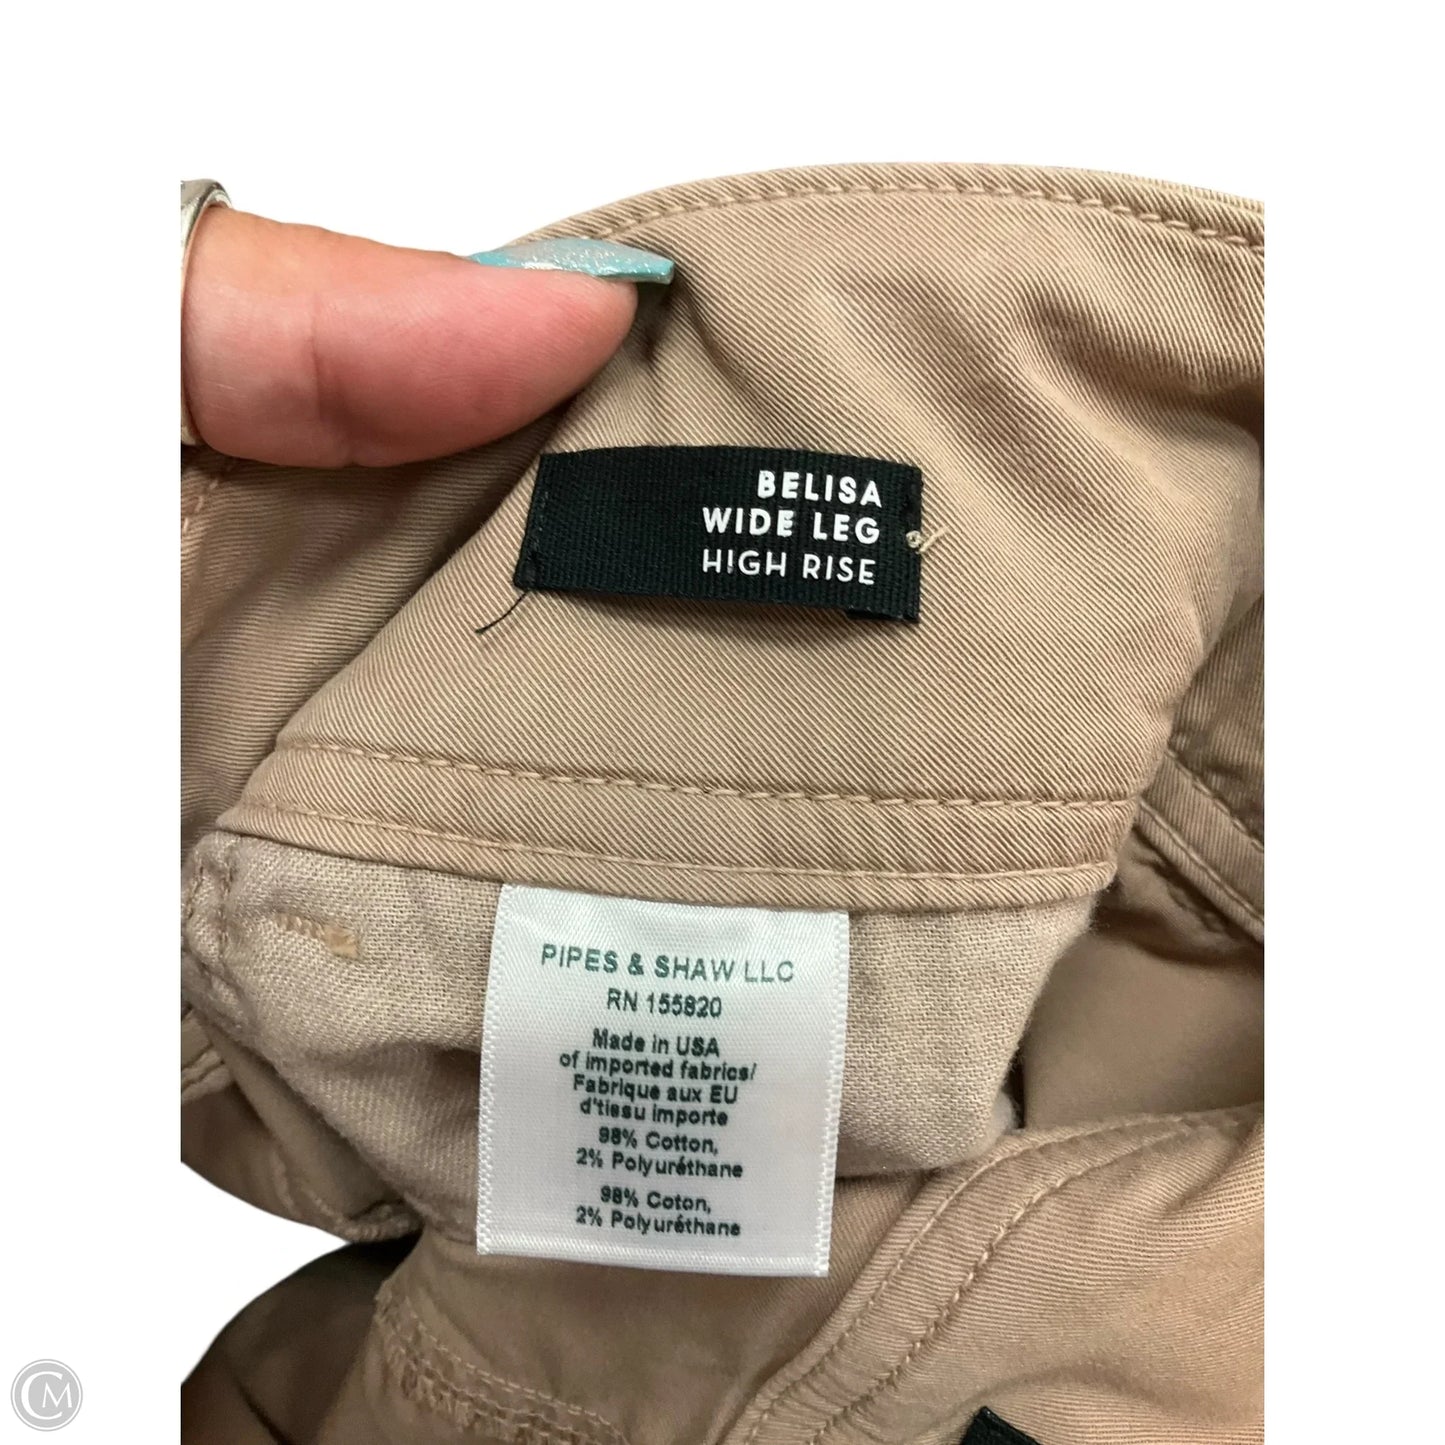 BELISA
WIDE LEG
HIGH RISE
PIPES & SHAW LLC
RN 155820
Made in USA
of imported fabrics/
Fabrique aux EU
d'tissu importe
98% Cotton,
2% Polyuréthane
98% Coton,
2% Polyuréthane
CM